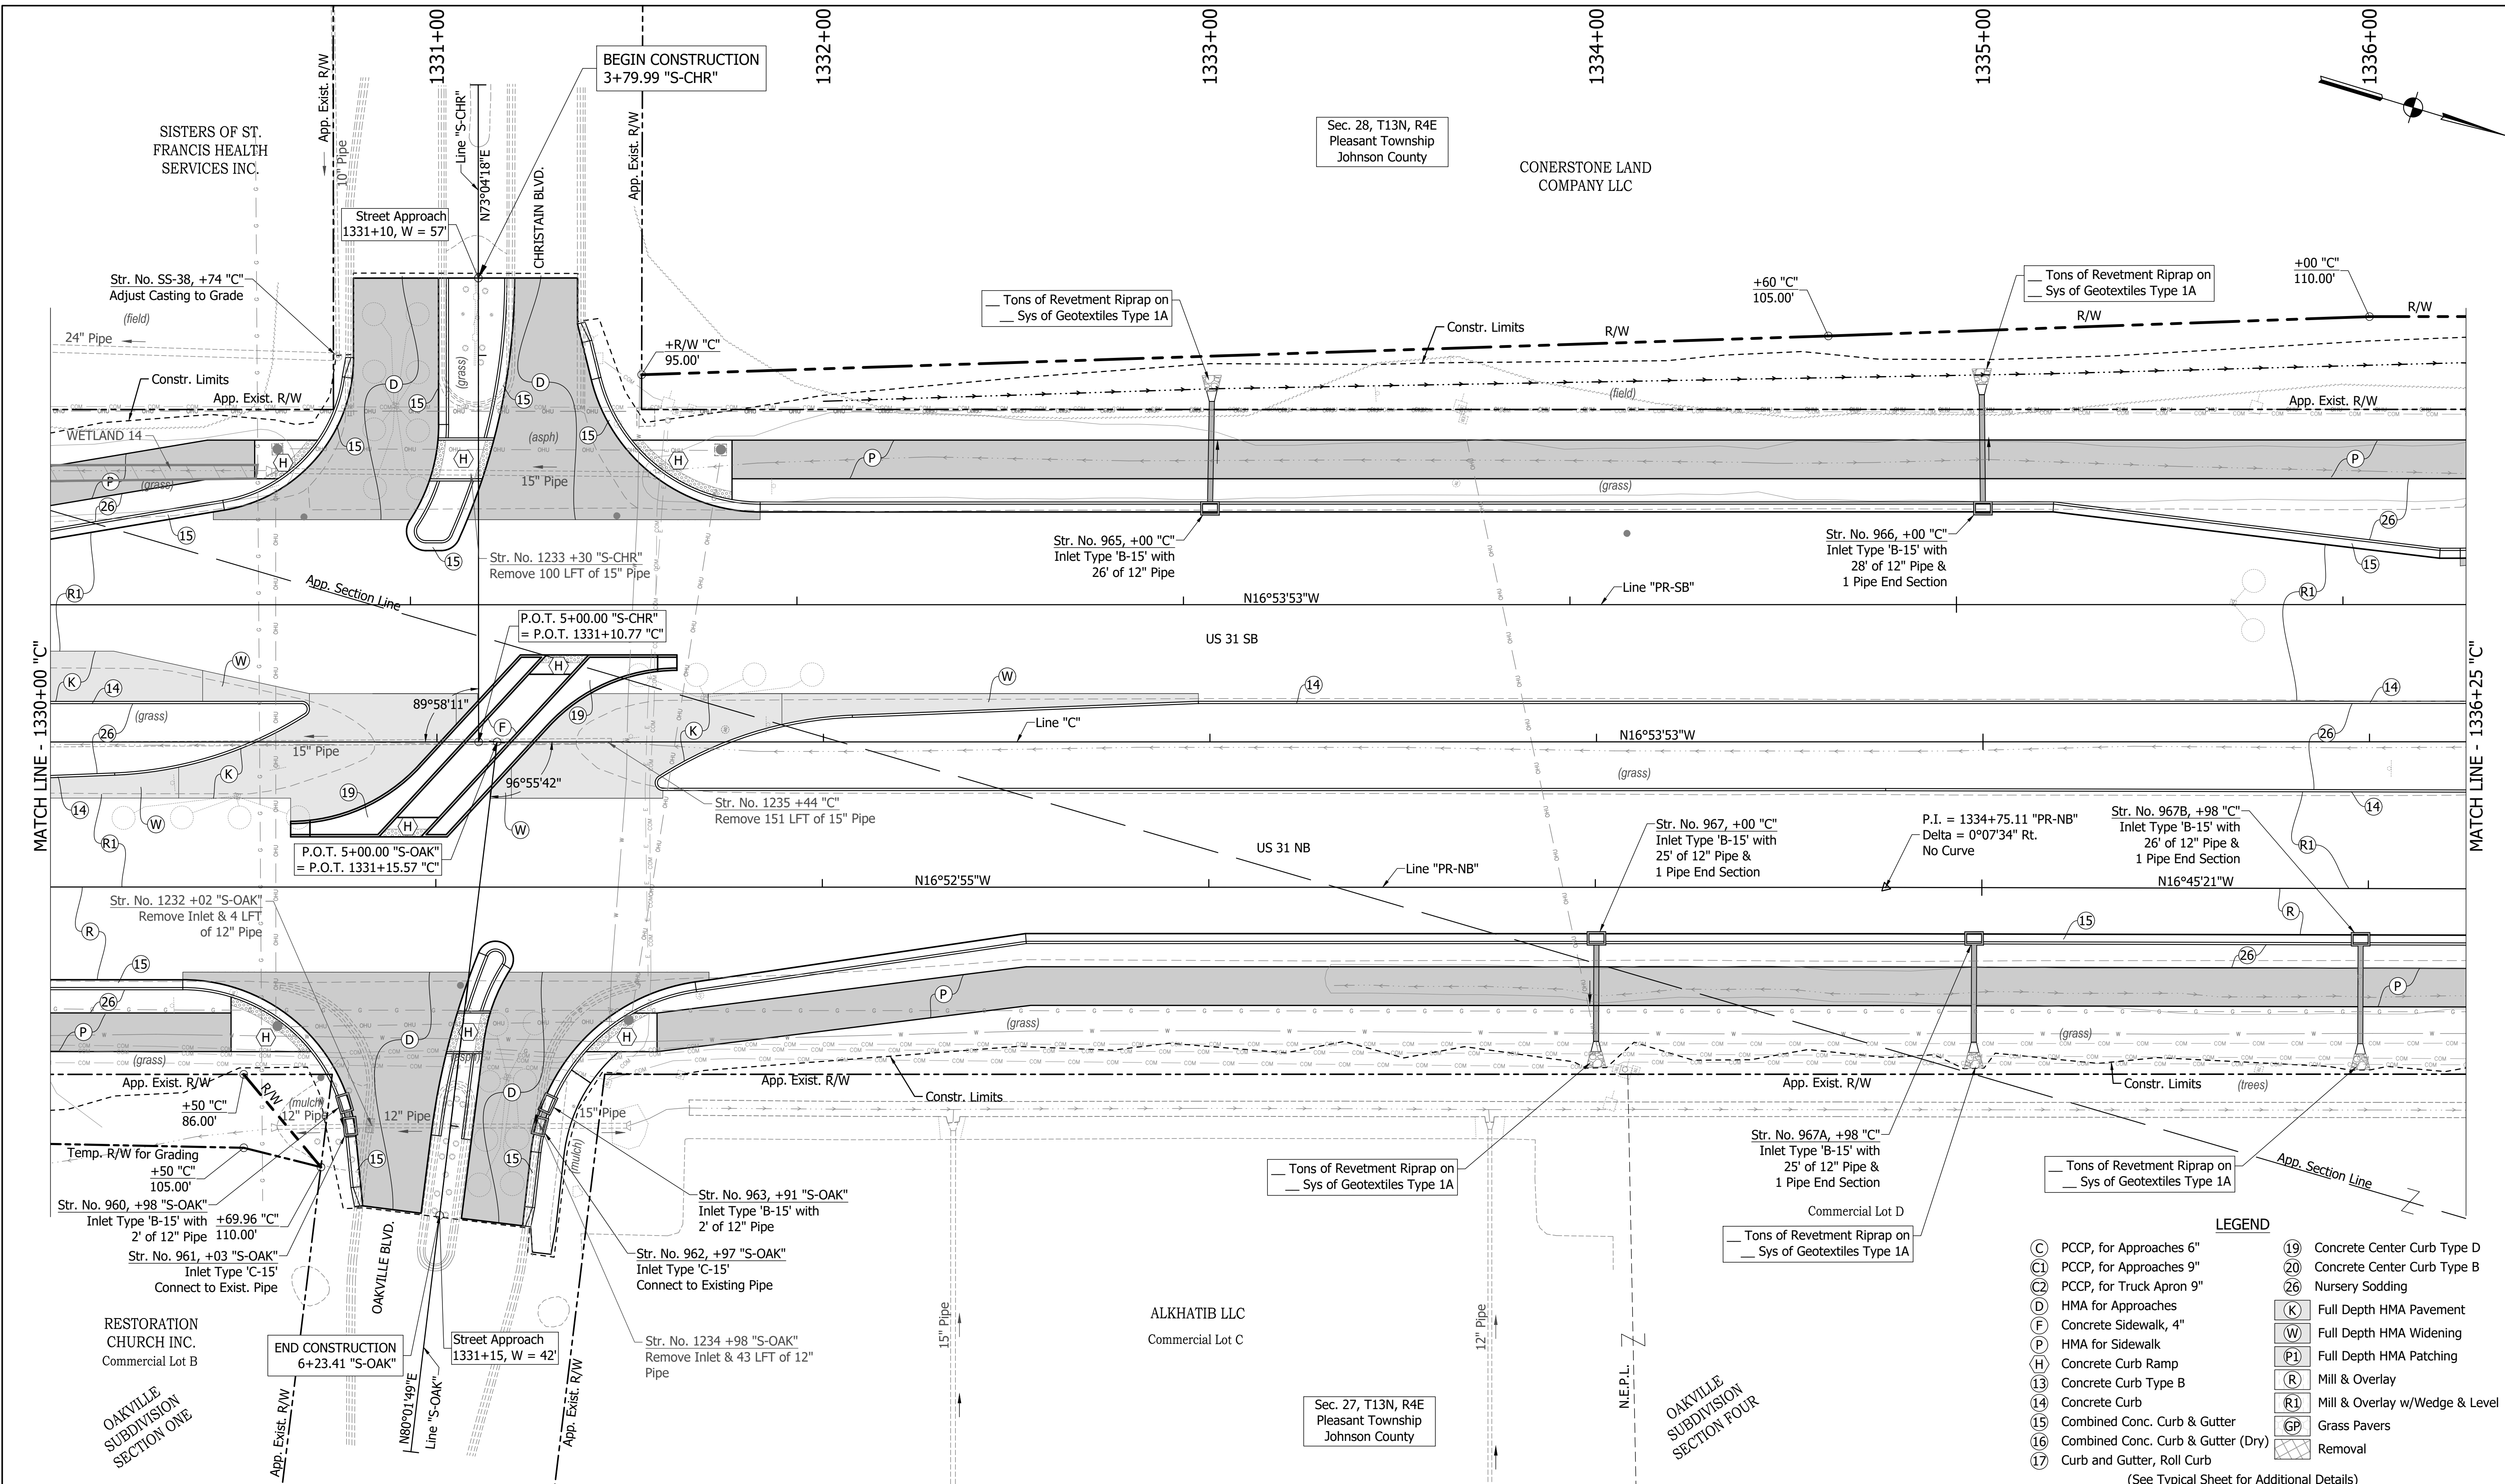 1331+00
1332+00
1333+00
1334+00
1335+00
1336+00
BEGIN CONSTRUCTION
3+79.99 "S-CHR"
App. Exist. R/W
10" Pipe
Line "S-CHR"
N73°04'18"E
CHRISTAIN BLVD.
App. Exist. R/W
SISTERS OF ST.
FRANCIS HEALTH
SERVICES INC.
Sec. 28, T13N, R4E
Pleasant Township
Johnson County
CONERSTONE LAND
COMPANY LLC
Street Approach
1331+10, W = 57'
Str. No. SS-38, +74 "C"
Adjust Casting to Grade
(field)
24" Pipe
Constr. Limits
App. Exist. R/W
WETLAND 14
(grass)
(grass)
(asph)
15" Pipe
+R/W "C"
95.00'
__ Tons of Revetment Riprap on
__ Sys of Geotextiles Type 1A
Constr. Limits
R/W
+60 "C"
105.00'
__ Tons of Revetment Riprap on
__ Sys of Geotextiles Type 1A
R/W
+00 "C"
110.00'
R/W
(field)
App. Exist. R/W
(grass)
Str. No. 1233 +30 "S-CHR"
Remove 100 LFT of 15" Pipe
Str. No. 965, +00 "C"
Inlet Type 'B-15' with
26' of 12" Pipe
Str. No. 966, +00 "C"
Inlet Type 'B-15' with
28' of 12" Pipe &
1 Pipe End Section
App. Section Line
N16°53'53"W
Line "PR-SB"
P.O.T. 5+00.00 "S-CHR"
= P.O.T. 1331+10.77 "C"
US 31 SB
MATCH LINE - 1330+00 "C"
MATCH LINE - 1336+25 "C"
89°58'11"
(grass)
15" Pipe
Line "C"
N16°53'53"W
(grass)
96°55'42"
Str. No. 1235 +44 "C"
Remove 151 LFT of 15" Pipe
P.O.T. 5+00.00 "S-OAK"
= P.O.T. 1331+15.57 "C"
US 31 NB
Str. No. 967, +00 "C"
Inlet Type 'B-15' with
25' of 12" Pipe &
1 Pipe End Section
P.I. = 1334+75.11 "PR-NB"
Delta = 0°07'34" Rt.
No Curve
Str. No. 967B, +98 "C"
Inlet Type 'B-15' with
26' of 12" Pipe &
1 Pipe End Section
N16°52'55"W
Line "PR-NB"
N16°45'21"W
Str. No. 1232 +02 "S-OAK"
Remove Inlet & 4 LFT
of 12" Pipe
(grass)
(asph)
(grass)
(grass)
App. Exist. R/W
R/W
+50 "C"
86.00'
(mulch)
12" Pipe
12" Pipe
15" Pipe
(mulch)
App. Exist. R/W
Constr. Limits
App. Exist. R/W
Constr. Limits
(trees)
Temp. R/W for Grading
+50 "C"
105.00'
Str. No. 960, +98 "S-OAK"
Inlet Type 'B-15' with
2' of 12" Pipe
+69.96 "C"
110.00'
Str. No. 961, +03 "S-OAK"
Inlet Type 'C-15'
Connect to Exist. Pipe
OAKVILLE BLVD.
Str. No. 963, +91 "S-OAK"
Inlet Type 'B-15' with
2' of 12" Pipe
Str. No. 962, +97 "S-OAK"
Inlet Type 'C-15'
Connect to Existing Pipe
Str. No. 1234 +98 "S-OAK"
Remove Inlet & 43 LFT of 12"
Pipe
__ Tons of Revetment Riprap on
__ Sys of Geotextiles Type 1A
Str. No. 967A, +98 "C"
Inlet Type 'B-15' with
25' of 12" Pipe &
1 Pipe End Section
Commercial Lot D
__ Tons of Revetment Riprap on
__ Sys of Geotextiles Type 1A
__ Tons of Revetment Riprap on
__ Sys of Geotextiles Type 1A
App. Section Line
RESTORATION
CHURCH INC.
Commercial Lot B
END CONSTRUCTION
6+23.41 "S-OAK"
Street Approach
1331+15, W = 42'
OAKVILLE
SUBDIVISION
SECTION ONE
App. Exist. R/W
N80°01'49"E
Line "S-OAK"
App. Exist. R/W
15" Pipe
ALKHATIB LLC
Commercial Lot C
12" Pipe
Sec. 27, T13N, R4E
Pleasant Township
Johnson County
N.E.P.L.
OAKVILLE
SUBDIVISION
SECTION FOUR
LEGEND
C PCCP, for Approaches 6"
C1 PCCP, for Approaches 9"
C2 PCCP, for Truck Apron 9"
D HMA for Approaches
F Concrete Sidewalk, 4"
P HMA for Sidewalk
H Concrete Curb Ramp
13 Concrete Curb Type B
14 Concrete Curb
15 Combined Conc. Curb & Gutter
16 Combined Conc. Curb & Gutter (Dry)
17 Curb and Gutter, Roll Curb
19 Concrete Center Curb Type D
20 Concrete Center Curb Type B
26 Nursery Sodding
K Full Depth HMA Pavement
W Full Depth HMA Widening
P1 Full Depth HMA Patching
R Mill & Overlay
R1 Mill & Overlay w/Wedge & Level
GP Grass Pavers
Removal
(See Typical Sheet for Additional Details)